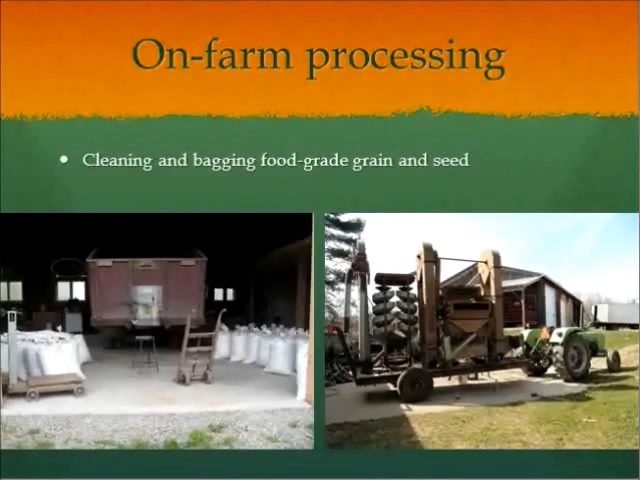 On-farm processing
• Cleaning and bagging food-grade grain and seed